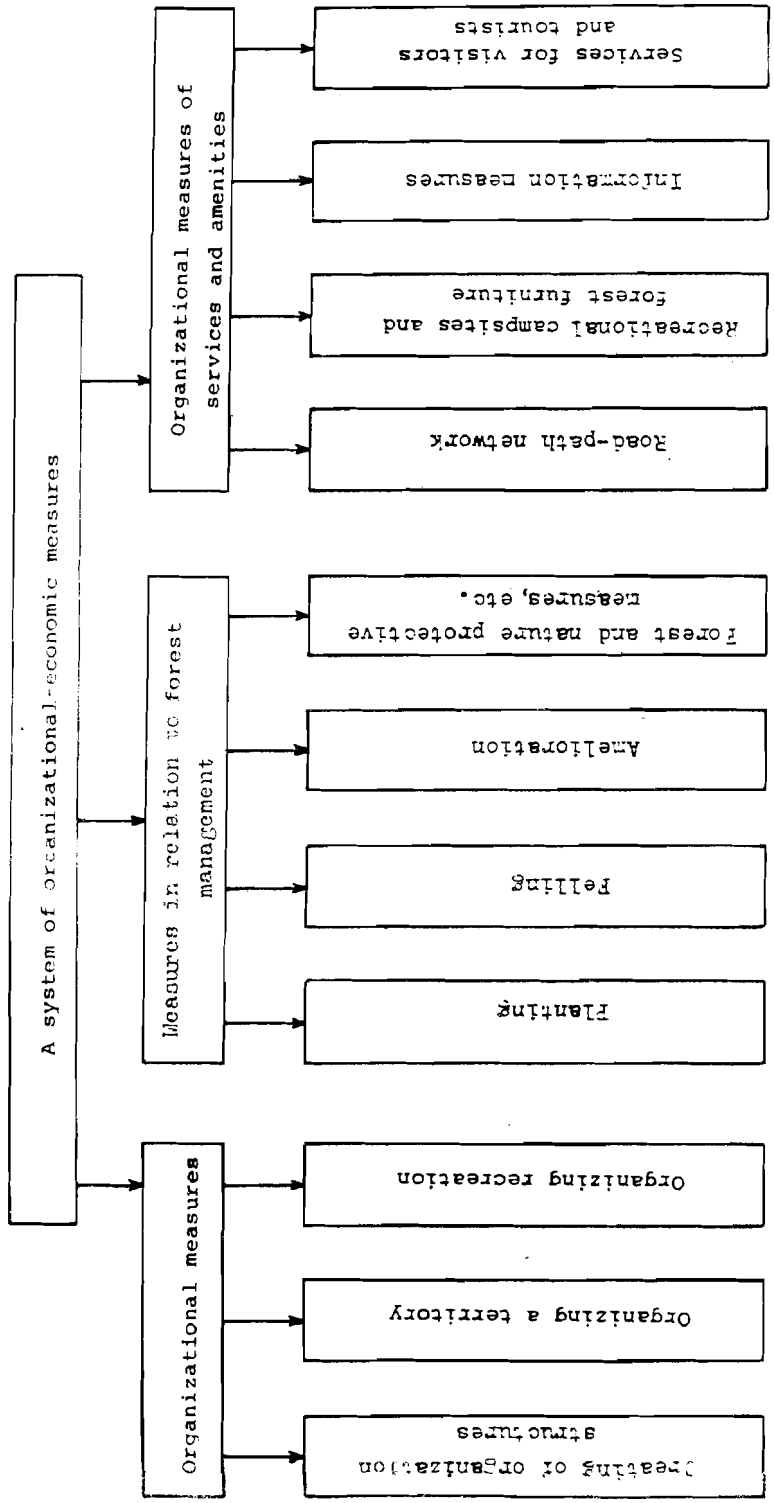 A system of organizational-economic measures
Organizational measures
Measures in relation to forest
management
Organizational measures of
services and amenities
Creating of organization
structures
Organizing a territory
Organizing recreation
Planting
Felling
Amelioration
Forest and nature protective
measures, etc.
Road-path network
Recreational campsites and
forest furniture
Information measures
Services for visitors
and tourists